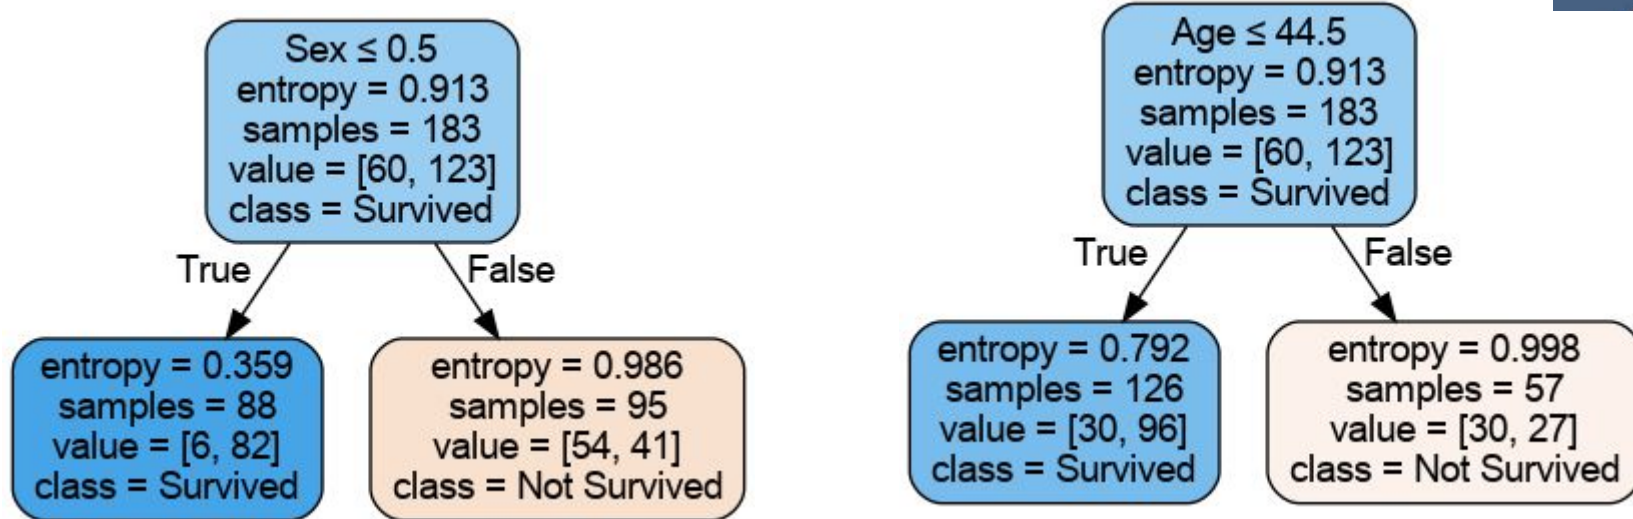 Sex ≤ 0.5
entropy = 0.913
samples = 183
value = [60, 123]
class = Survived
True
False
entropy = 0.359
samples = 88
value = [6, 82]
class = Survived
entropy = 0.986
samples = 95
value = [54, 41]
class = Not Survived
Age ≤ 44.5
entropy = 0.913
samples = 183
value = [60, 123]
class = Survived
True
False
entropy = 0.792
samples = 126
value = [30, 96]
class = Survived
entropy = 0.998
samples = 57
value = [30, 27]
class = Not Survived